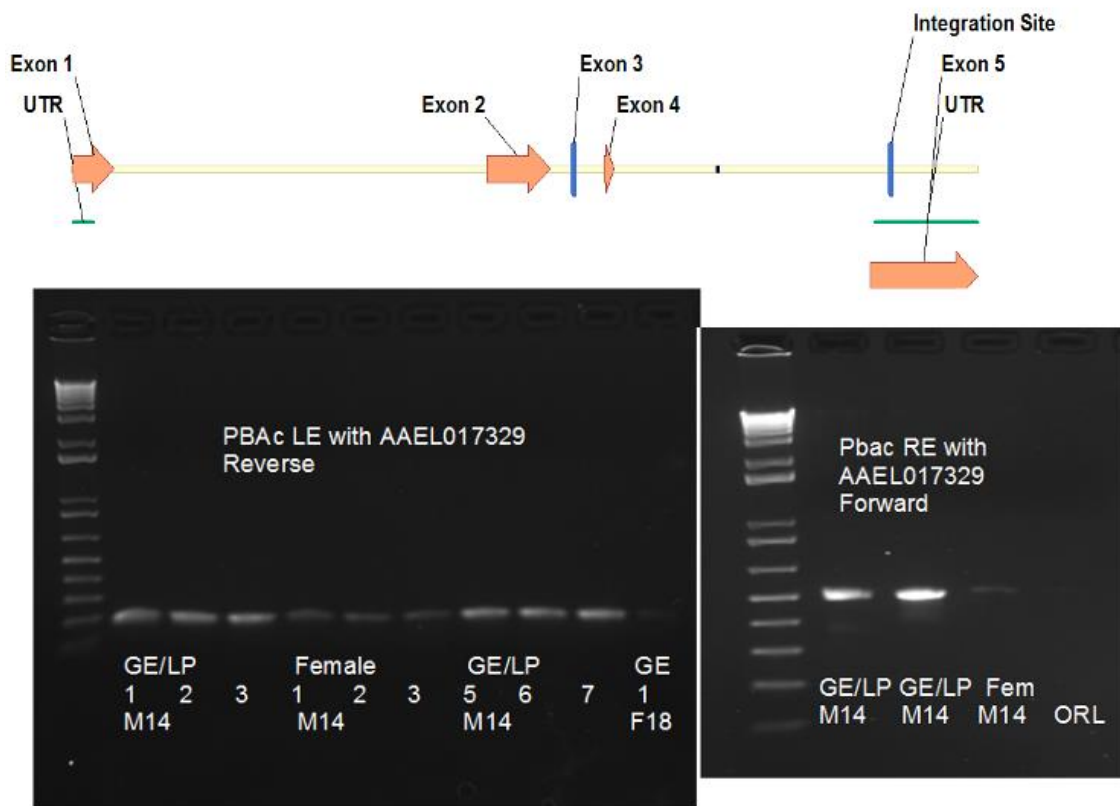 Integration Site
Exon 1 Exon 3 Exon 5
UTR Exon 2 Exon 4 UTR
PBAc LE with AAEL017329
Reverse
GE/LP Female GE/LP GE
1 2 3 1 2 3 5 6 7 1
M14 M14 M14 F18
Pbac RE with
AAEL017329
Forward
GE/LP GE/LP Fem
M14 M14 M14 ORL